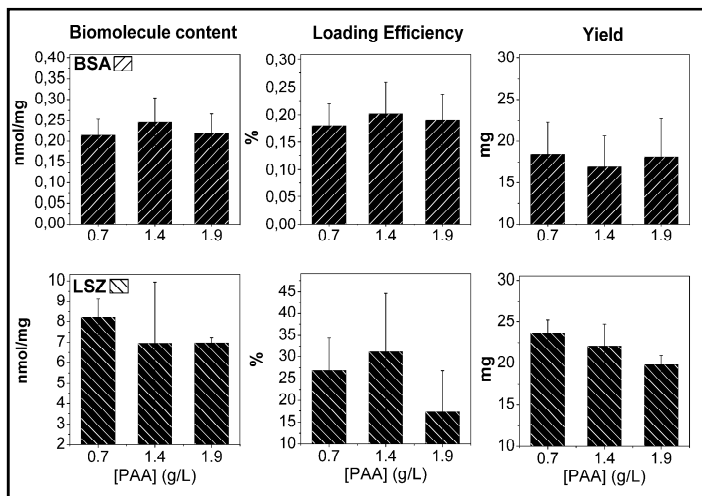 Biomolecule content
Loading Efficiency
Yield
BSA
nmol/mg
0,40
0,35
0,30
0,25
0,20
0,15
0,10
0,05
0,00
0.7 1.4 1.9
%
0,30
0,25
0,20
0,15
0,10
0,05
0,00
0.7 1.4 1.9
mg
30
25
20
15
10
0.7 1.4 1.9
LSZ
nmol/mg
10
9
8
7
6
5
4
3
2
0.7 1.4 1.9
[PAA] (g/L)
%
45
40
35
30
25
20
15
10
0.7 1.4 1.9
[PAA] (g/L)
mg
30
25
20
15
10
0.7 1.4 1.9
[PAA] (g/L)